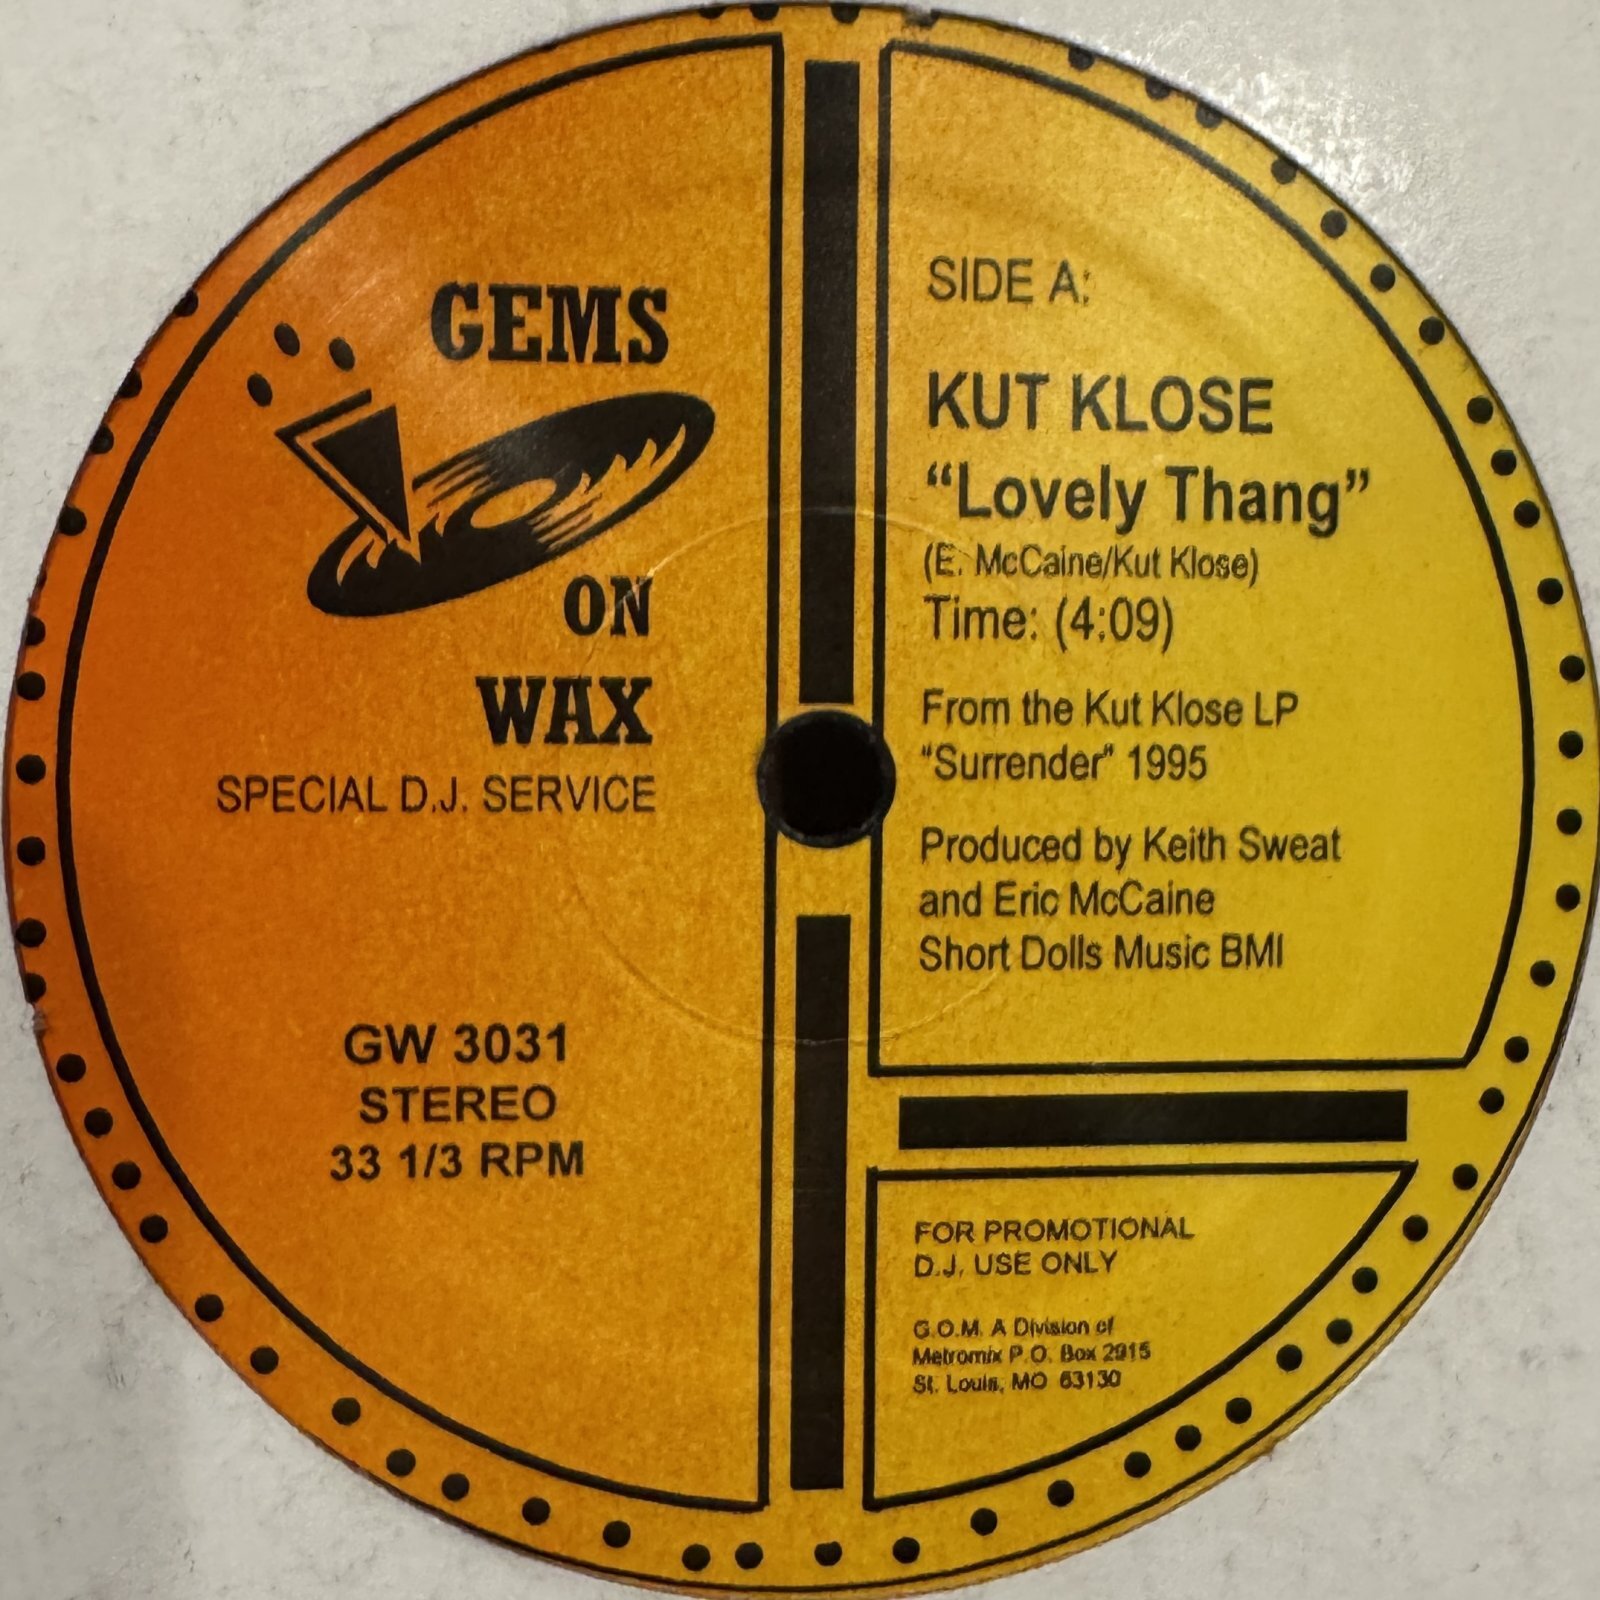 GEMS
ON
WAX
SPECIAL D.J. SERVICE
GW 3031
STEREO
33 1/3 RPM
SIDE A:
KUT KLOSE
“Lovely Thang”
(E. McCaine/Kut Klose)
Time: (4:09)
From the Kut Klose LP
“Surrender” 1995
Produced by Keith Sweat
and Eric McCaine
Short Dolls Music BMI
FOR PROMOTIONAL
D.J. USE ONLY
G.O.M. A Division of
Metromix P.O. Box 2915
St. Louis, MO 63130